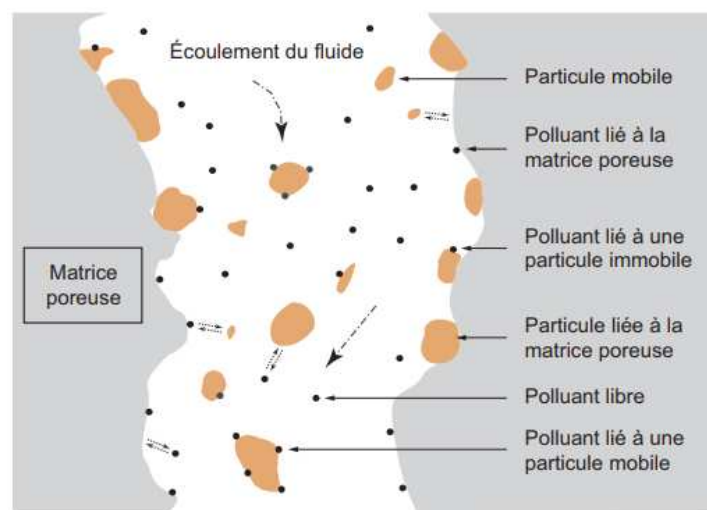 Écoulement du fluide
Particule mobile
Polluant lié à la
matrice poreuse
Polluant lié à une
particule immobile
Matrice
poreuse
Particule liée à la
matrice poreuse
Polluant libre
Polluant lié à une
particule mobile